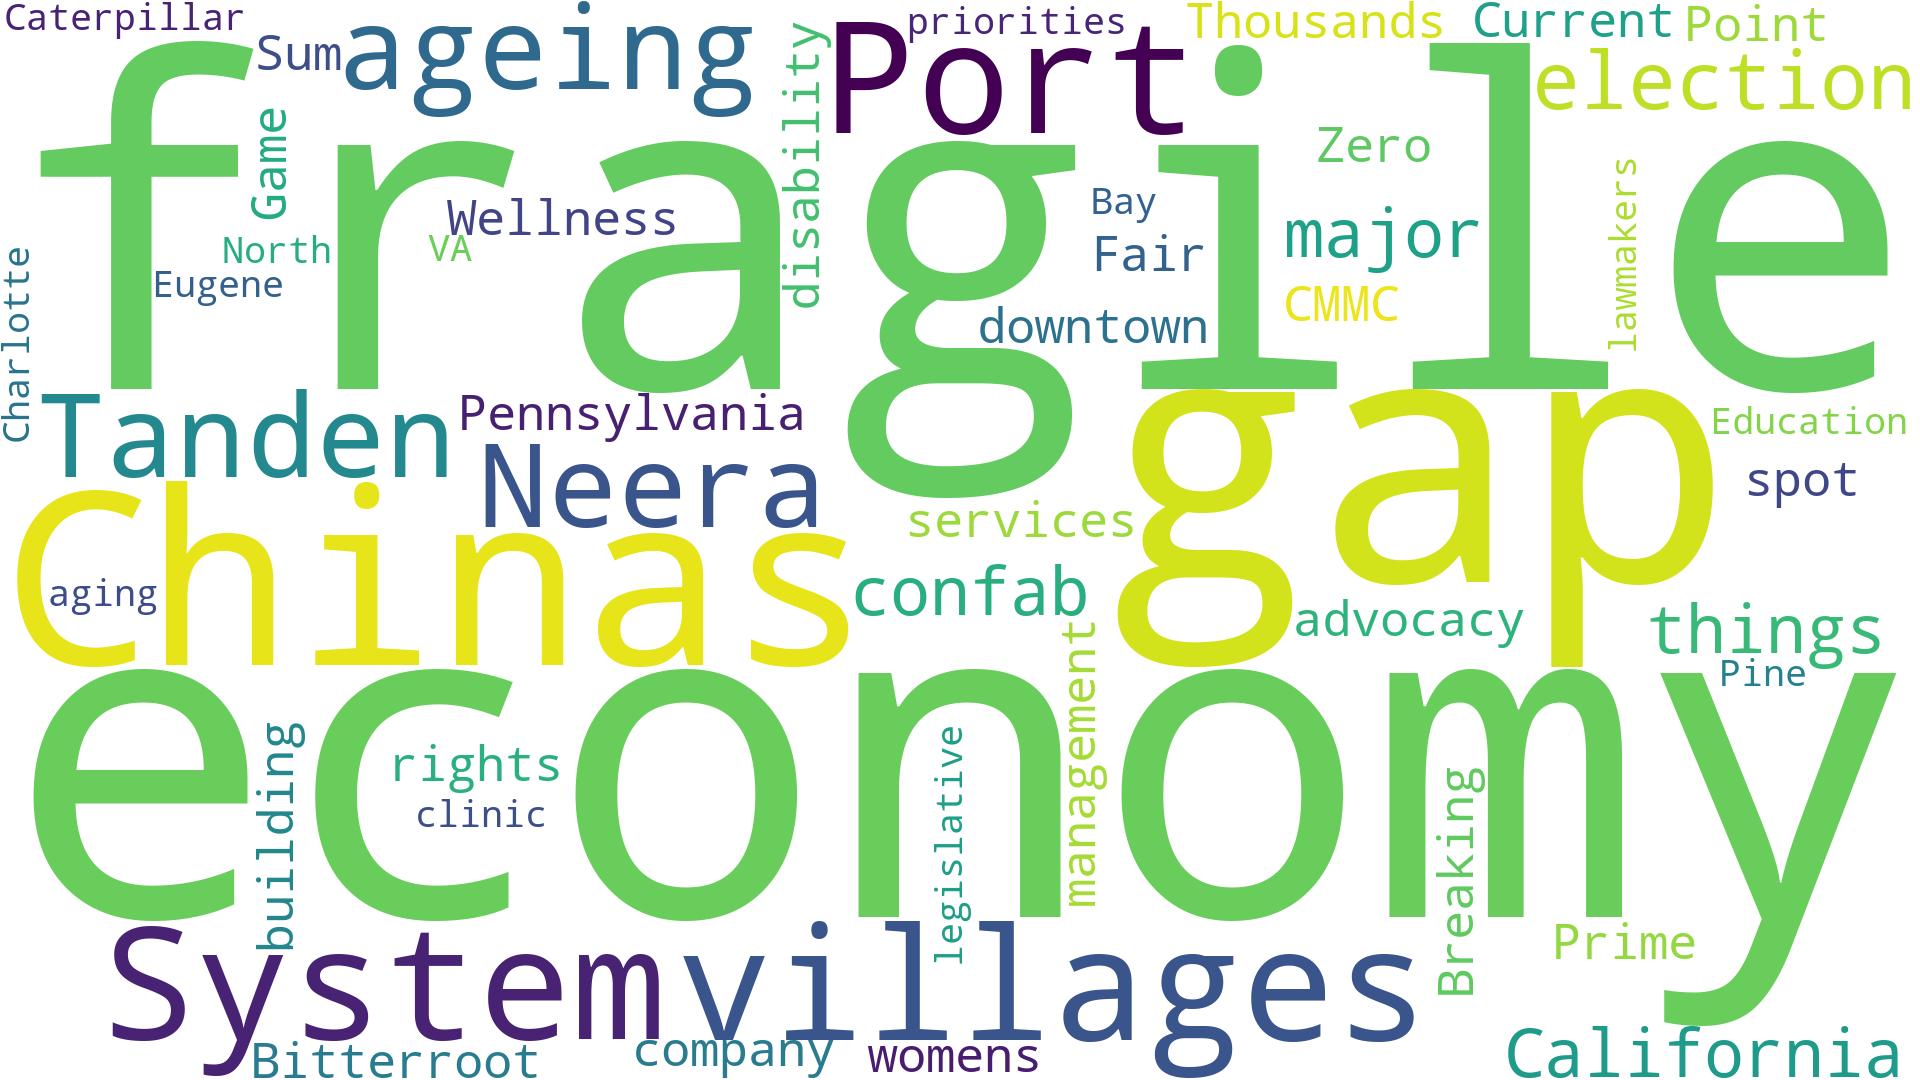 Caterpillar
Sum
ageing
Port
priorities
Thousands
Current
Point
election
fragile
Game
disability
Zero
lawmakers
Wellness
VA
North
Eugene
Bay
Fair
major
CMMC
downtown
Charlotte
Tanden
Pennsylvania
Neera
gap
Education
spot
Chinas
aging
services
confab
advocacy
things
Pine
management
economy
building
rights
clinic
legislative
Breaking
Prime
System
villages
Bitterroot
company
womens
California